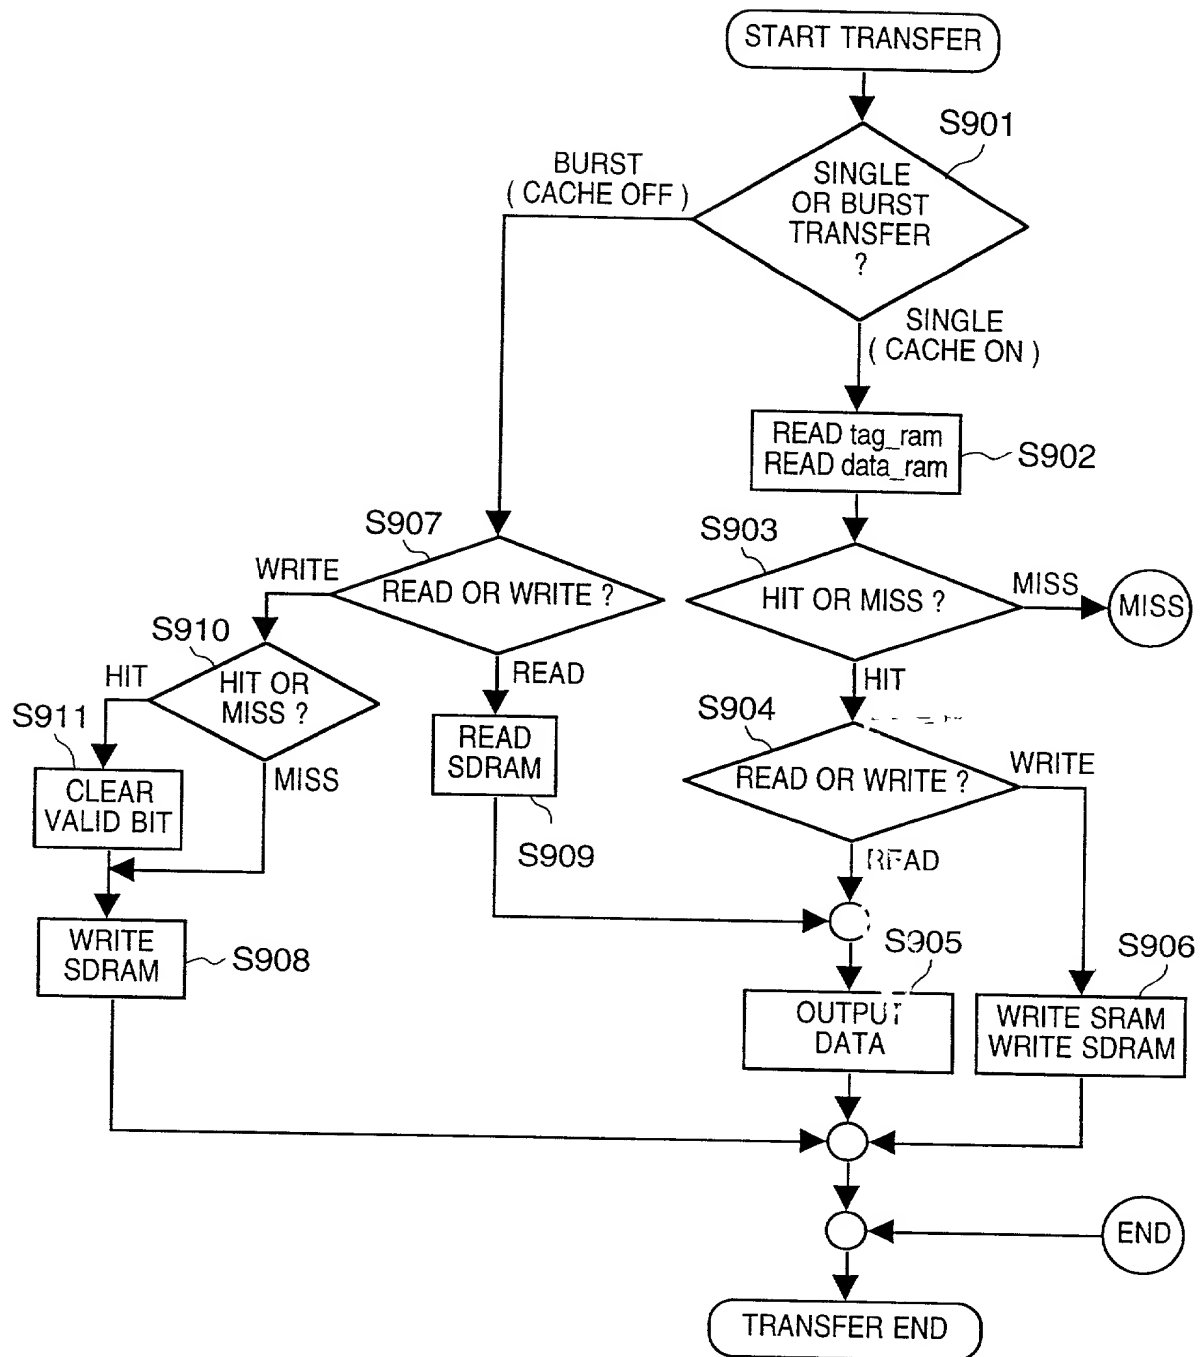 START TRANSFER
S901
BURST
( CACHE OFF )
SINGLE
OR BURST
TRANSFER
?
SINGLE
( CACHE ON )
READ tag_ram
READ data_ram
S902
S907
S903
WRITE
READ OR WRITE ?
HIT OR MISS ?
MISS
MISS
S910
HIT
HIT OR
MISS ?
READ
HIT
S911
S904
CLEAR
VALID BIT
MISS
READ
SDRAM
READ OR WRITE ?
WRITE
S909
READ
WRITE
SDRAM
S908
S905
S906
OUTPUT
DATA
WRITE SRAM
WRITE SDRAM
END
TRANSFER END